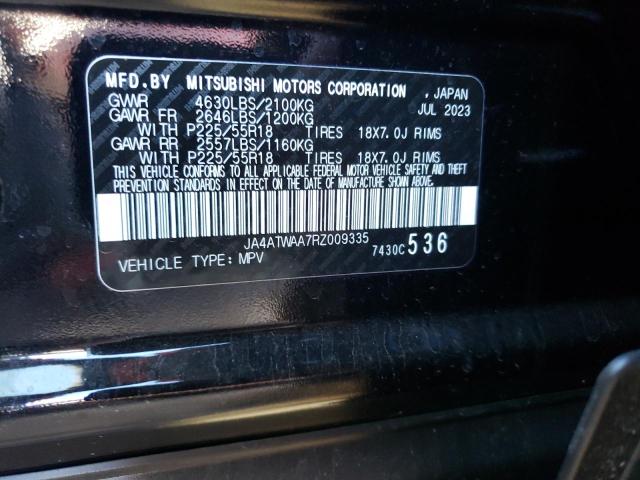 MFD.BY MITSUBISHI MOTORS CORPORATION , JAPAN
GVWR 4630LBS/2100KG JUL 2023
GAWR FR 2646LBS/1200KG
WITH P225/55R18 TIRES 18X7.0J RIMS
GAWR RR 2557LBS/1160KG
WITH P225/55R18 TIRES 18X7.0J RIMS
THIS VEHICLE CONFORMS TO ALL APPLICABLE FEDERAL MOTOR VEHICLE SAFETY AND THEFT
PREVENTION STANDARDS IN EFFECT ON THE DATE OF MANUFACTURE SHOWN ABOVE.
JA4ATWAA7RZ009335
VEHICLE TYPE: MPV 7430C 536